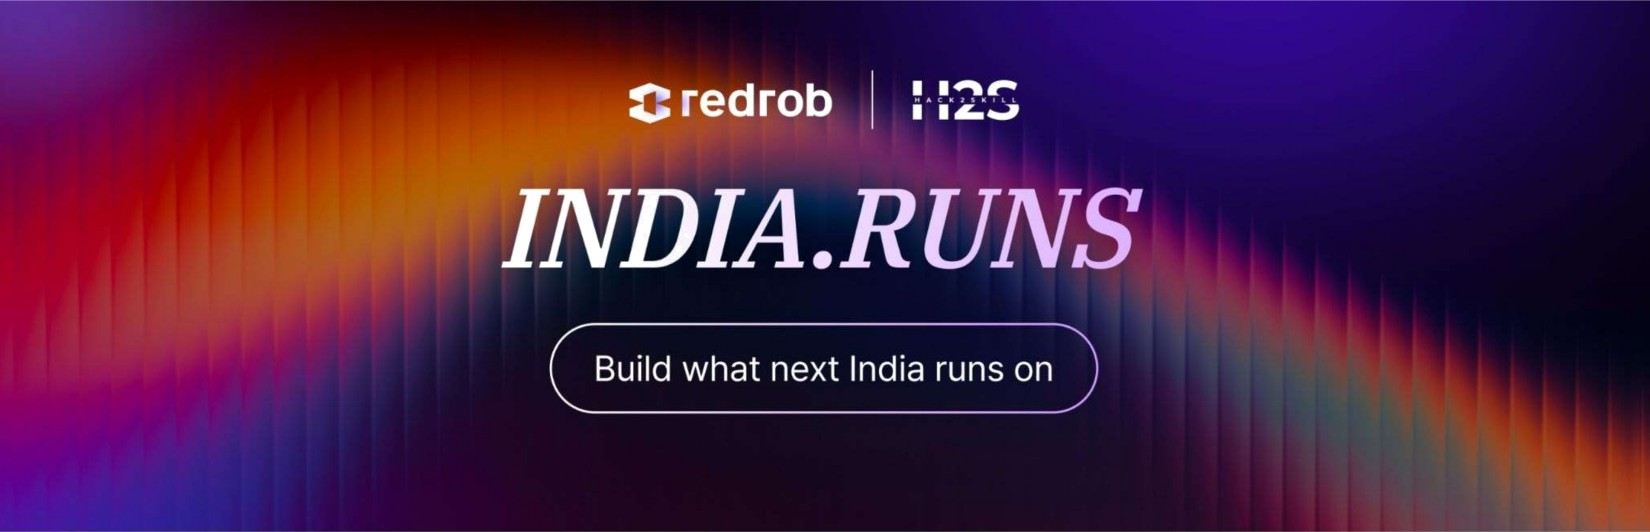 redrob
H2S
HACK2SKILL
INDIA.RUNS
Build what next India runs on